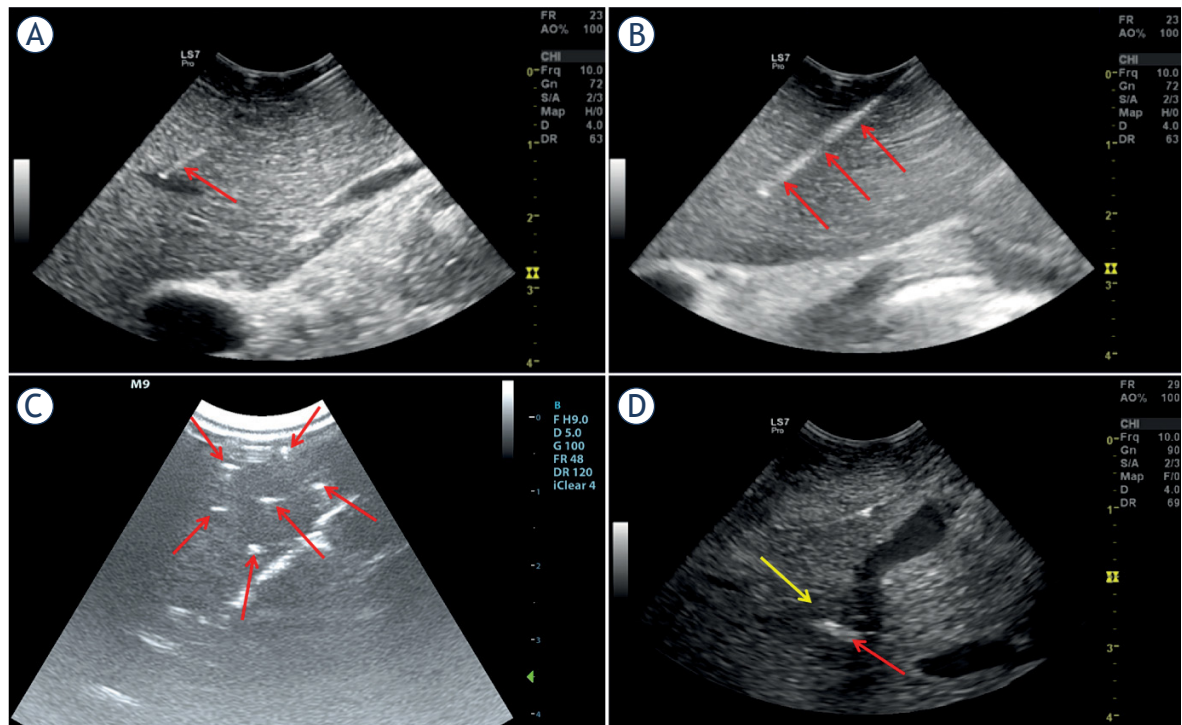 A
LS7
Pro
FR 23
AO% 100
CHI
Frq 10.0
Gn 72
S/A 2/3
Map H/0
D 4.0
DR 63
0
1
2
3
4
B
LS7
Pro
FR 23
AO% 100
CHI
Frq 10.0
Gn 72
S/A 2/3
Map H/0
D 4.0
DR 63
0
1
2
3
4
C
M9
B
F H9.0
D 5.0
G 100
FR 48
DR 120
iClear 4
0
1
2
3
4
D
LS7
Pro
FR 29
AO% 100
CHI
Frq 10.0
Gn 90
S/A 2/3
Map F/0
D 4.0
DR 69
0
1
3
4